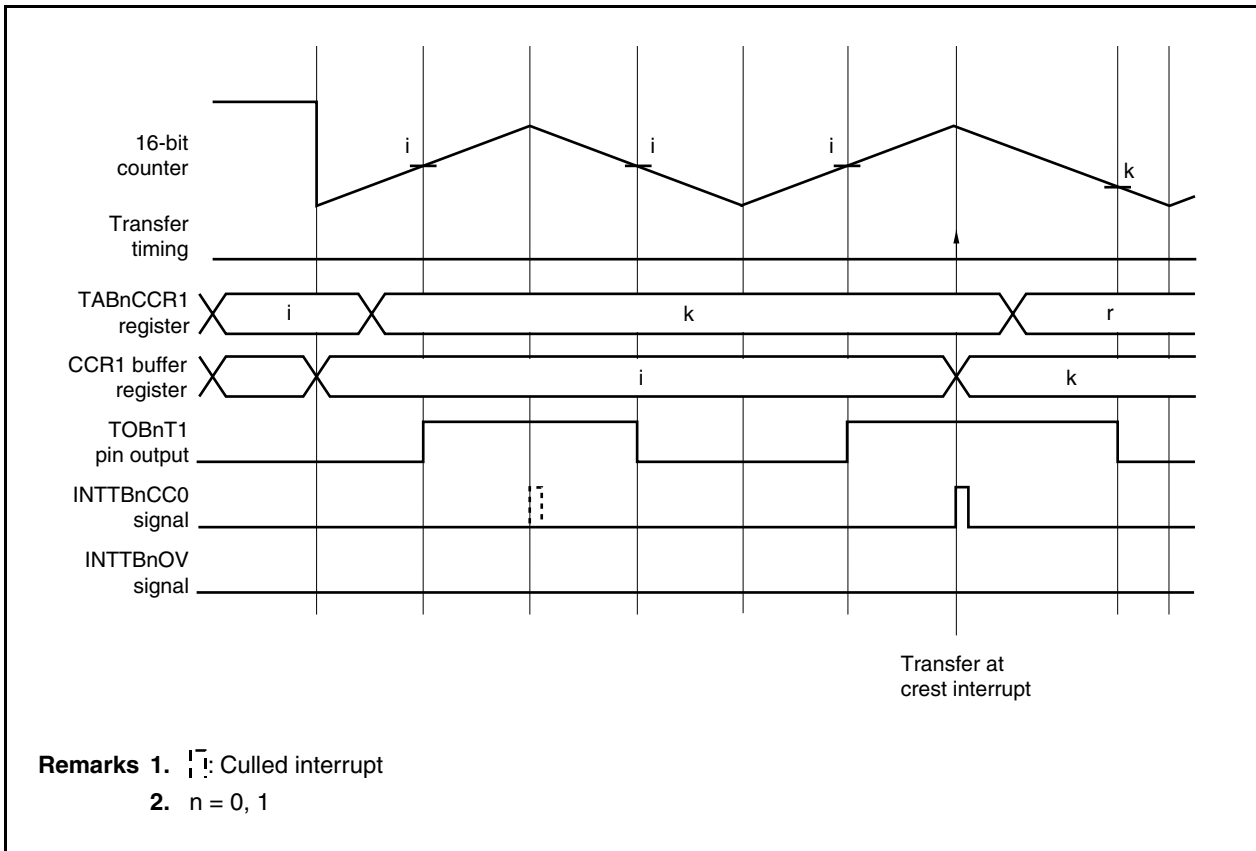 i
i
i
16-bit
counter
k
Transfer
timing
TABnCCR1
register
i
k
r
CCR1 buffer
register
i
k
TOBnT1
pin output
INTTBnCC0
signal
INTTBnOV
signal
Transfer at
crest interrupt
Remarks 1. : Culled interrupt
2. n = 0, 1